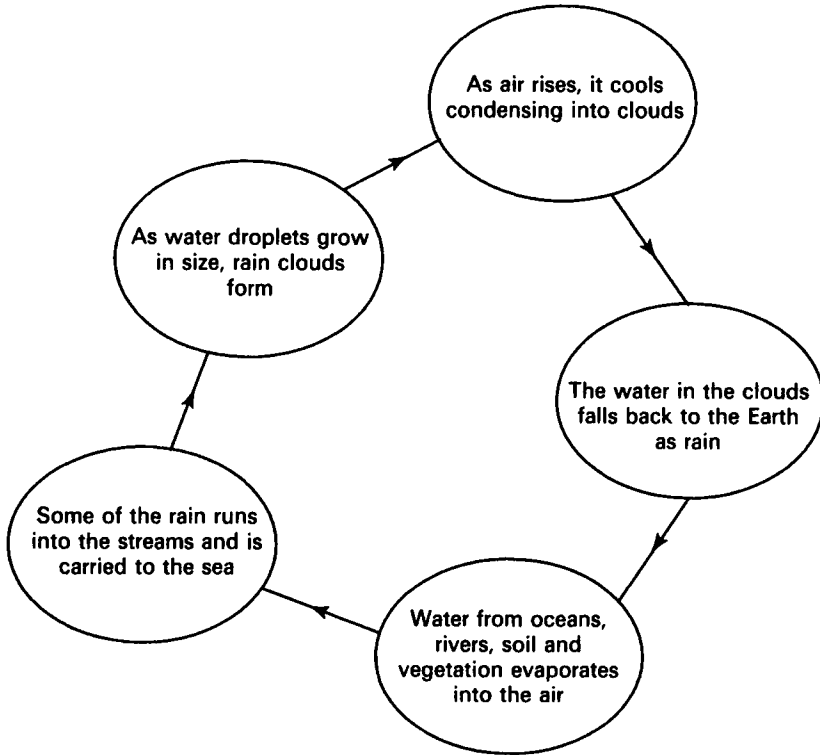 As air rises, it cools
condensing into clouds
As water droplets grow
in size, rain clouds
form
The water in the clouds
falls back to the Earth
as rain
Some of the rain runs
into the streams and is
carried to the sea
Water from oceans,
rivers, soil and
vegetation evaporates
into the air